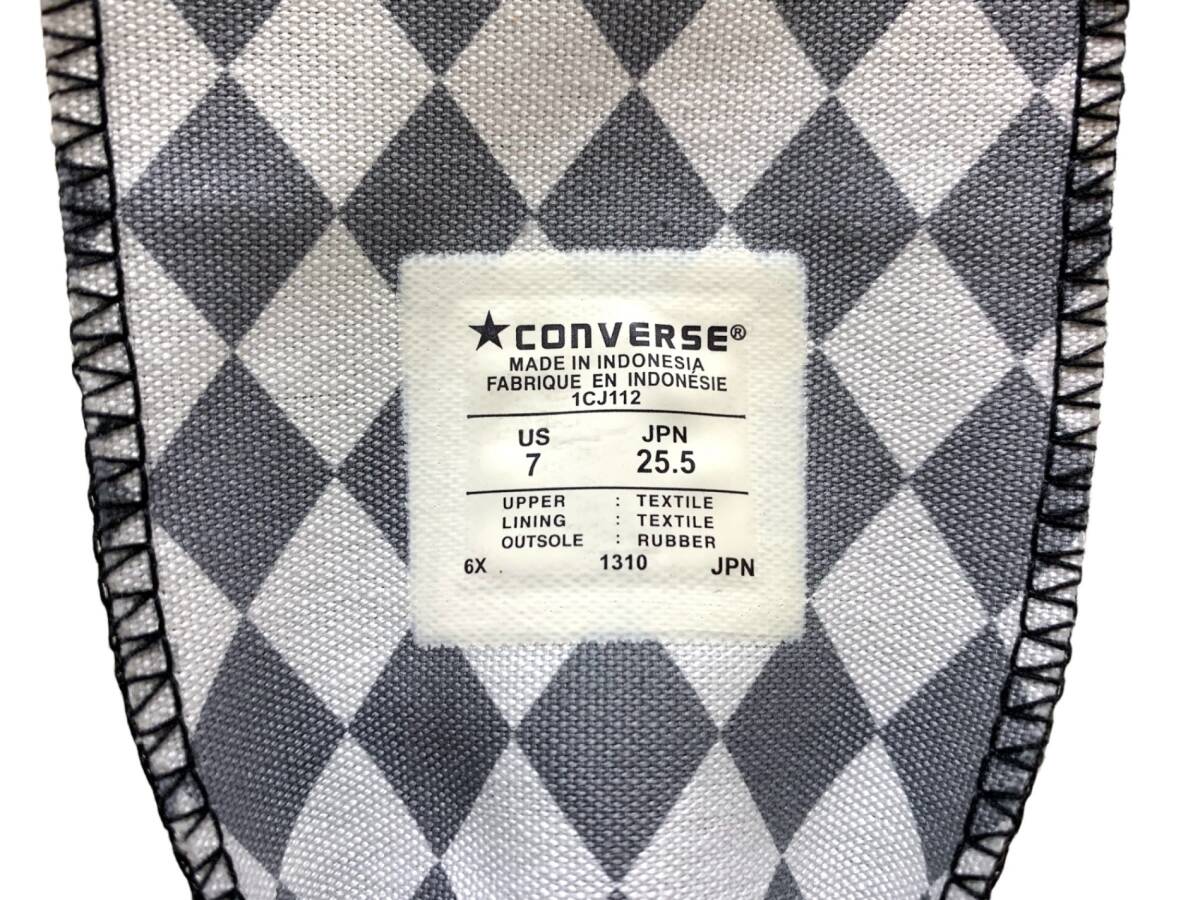 ★CONVERSE®
MADE IN INDONESIA
FABRIQUE EN INDONÉSIE
1CJ112
US JPN
7 25.5
UPPER : TEXTILE
LINING : TEXTILE
OUTSOLE : RUBBER
6X 1310 JPN